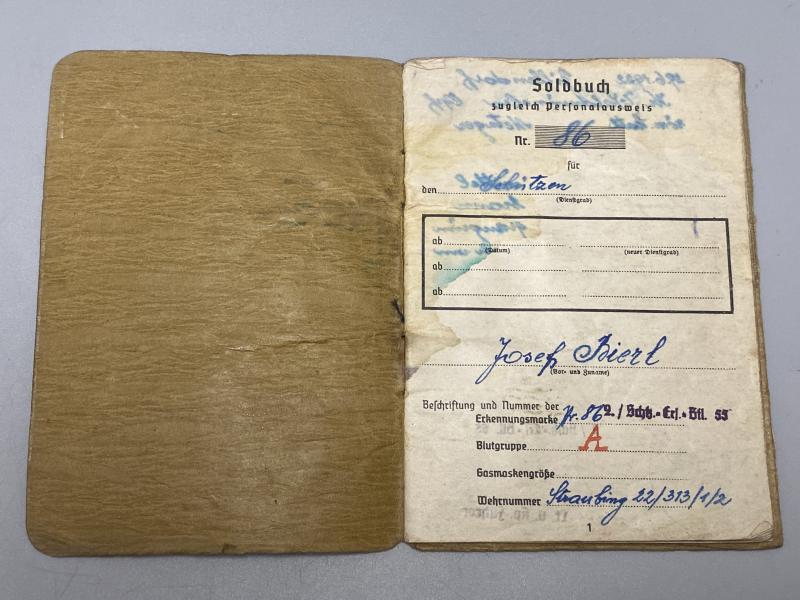 Soldbuch
zugleich Personalausweis
Nr. 86
für
den Schützen
(Dienstgrad)
ab
(Datum) (neuer Dienstgrad)
ab
ab
Josef Bierl
(Vor- und Zuname)
Beschriftung und Nummer der
Erkennungsmarke Nr. 86 2. / Schtz.- Ers.- Btl. 55
Blutgruppe A
Gasmaskengröße
Wehrnummer Straubing 22/313/1/2
1